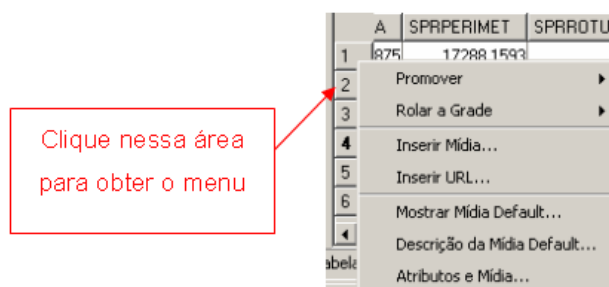 A SPRPERIMET SPRROTU
1 875 17288.1593
2
3
4
5
6
Promover
Rolar a Grade
Inserir Mídia...
Inserir URL...
Mostrar Mídia Default...
Descrição da Mídia Default...
Atributos e Mídia...
abela
Clique nessa área
para obter o menu